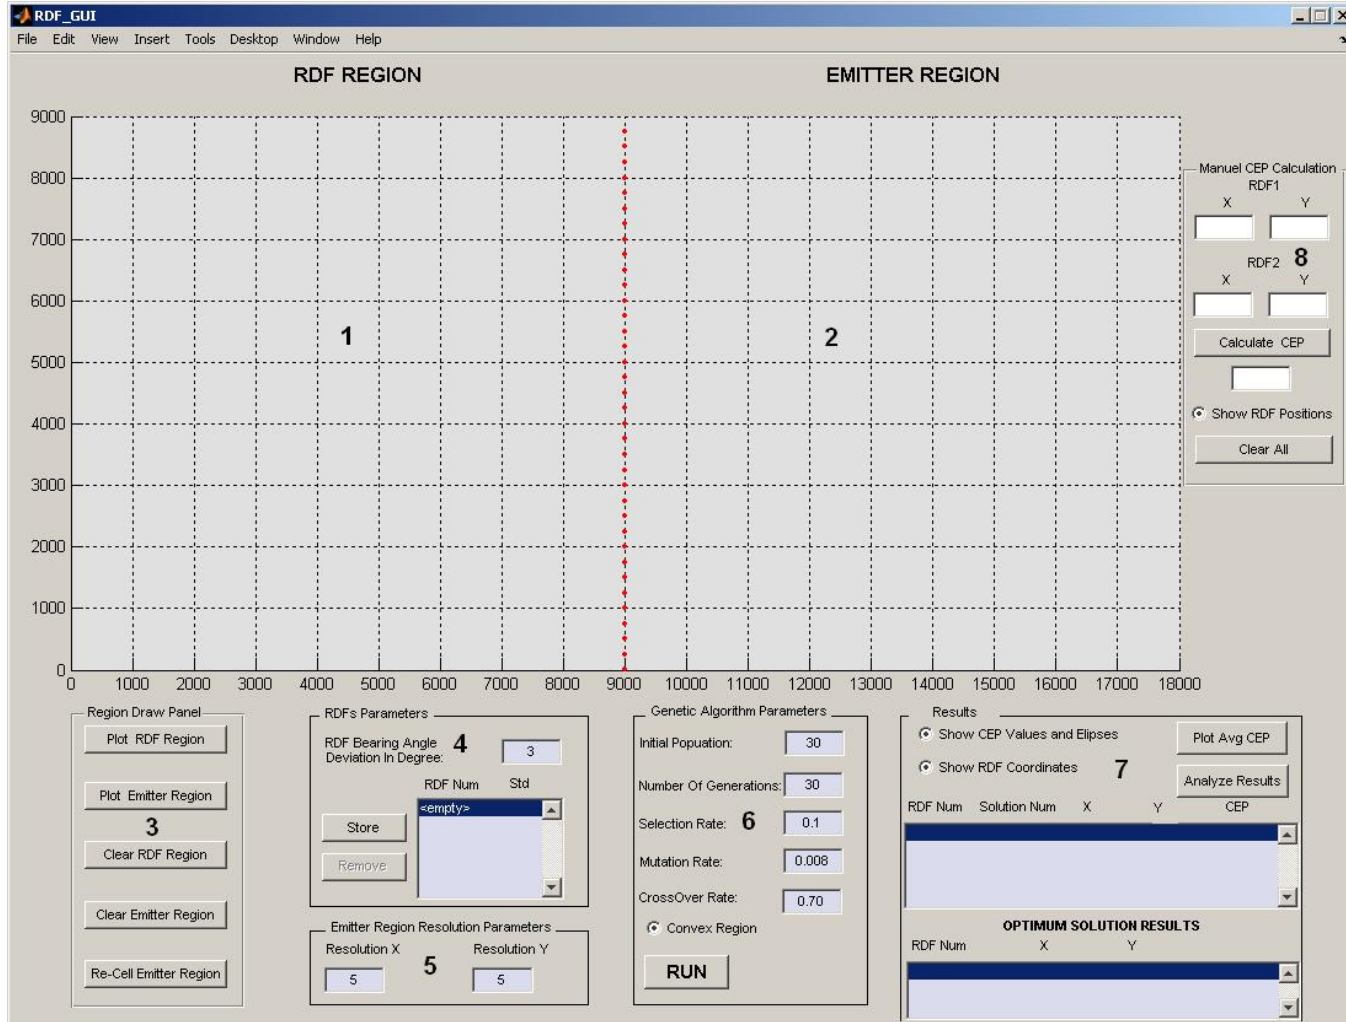 RDF_GUI
File Edit View Insert Tools Desktop Window Help
RDF REGION EMITTER REGION
9000
8000
7000
6000
5000
4000
3000
2000
1000
0
0 1000 2000 3000 4000 5000 6000 7000 8000 9000 10000 11000 12000 13000 14000 15000 16000 17000 18000
1
2
Manuel CEP Calculation
RDF1
X Y
RDF2 8
X Y
Calculate CEP
Show RDF Positions
Clear All
Region Draw Panel
Plot RDF Region
Plot Emitter Region
3
Clear RDF Region
Clear Emitter Region
Re-Cell Emitter Region
RDFs Parameters
RDF Bearing Angle
Deviation In Degree: 4 3
RDF Num Std
<empty>
Store
Remove
Emitter Region Resolution Parameters
Resolution X Resolution Y
5
5 5
Genetic Algorithm Parameters
Initial Popuation: 30
Number Of Generations: 30
Selection Rate: 6 0.1
Mutation Rate: 0.008
CrossOver Rate: 0.70
Convex Region
RUN
Results
Show CEP Values and Elipses
Plot Avg CEP
Show RDF Coordinates 7
Analyze Results
RDF Num Solution Num X Y CEP
OPTIMUM SOLUTION RESULTS
RDF Num X Y